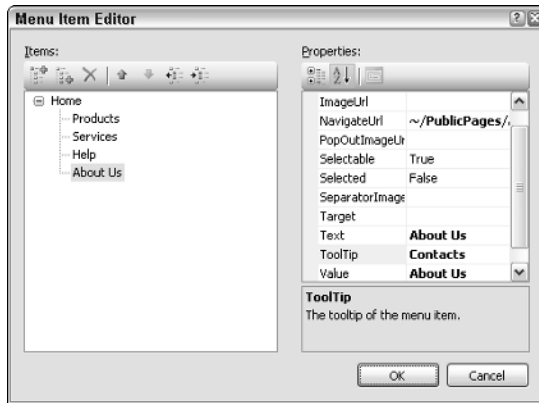 Menu Item Editor
Items:
Properties:
Home
Products
Services
Help
About Us
ImageUrl
NavigateUrl ~/PublicPages/
PopOutImageUr
Selectable True
Selected False
SeparatorImage
Target
Text About Us
ToolTip Contacts
Value About Us
ToolTip
The tooltip of the menu item.
OK Cancel